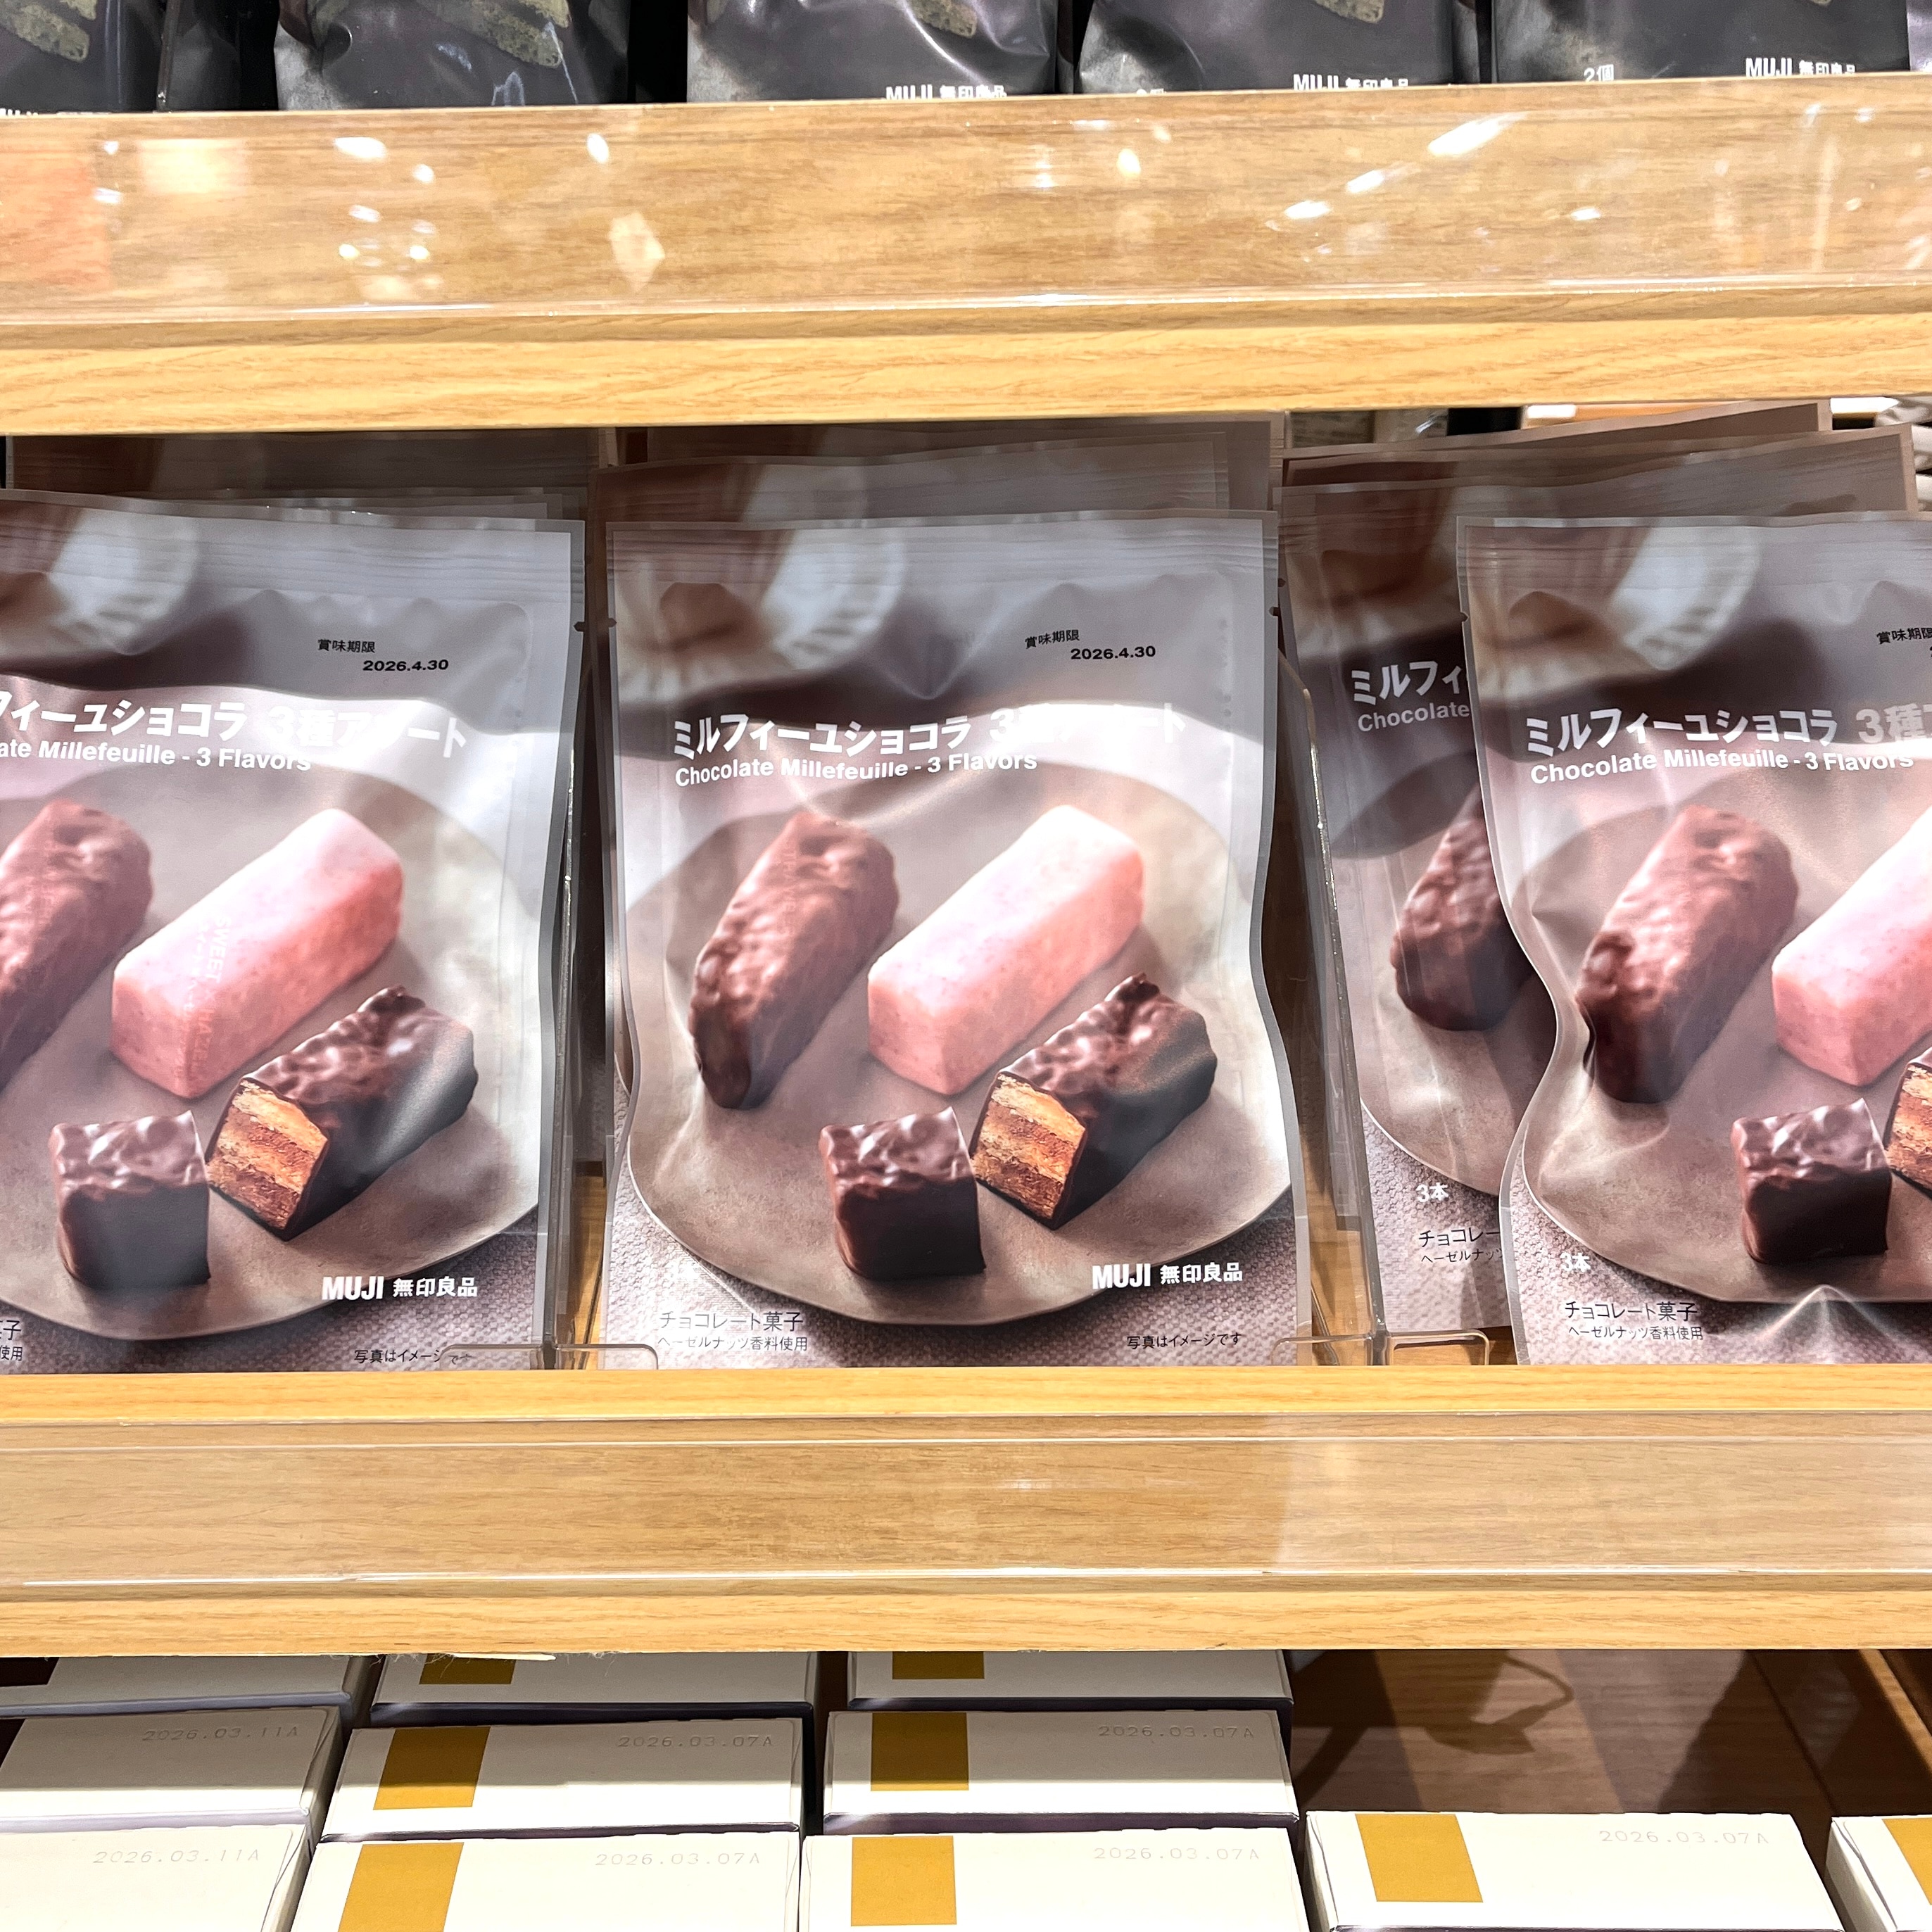 MUJI 無印良品
MUJI 無印良品
2個
MUJI 無印良品
賞味期限
2026.4.30
フィーユショコラ 3種アソート
ate Millefeuille - 3 Flavors
MUJI 無印良品
写真はイメージで
賞味期限
2026.4.30
ミルフィーユショコラ
Chocolate Millefeuille - 3 Flavors
MUJI 無印良品
チョコレート菓子
ヘーゼルナッツ香料使用
写真はイメージです
ミルフィ
Chocolate
3本
チョコレー
ヘーゼルナッツ
賞味期限
ミルフィーユショコラ 3種
Chocolate Millefeuille - 3 Flavors
3本
チョコレート菓子
ヘーゼルナッツ香料使用
2026.03.11A
2026.03.07A
2026.03.07A
2026.03.11A
2026.03.07A
2026.03.07A
2026.03.07A